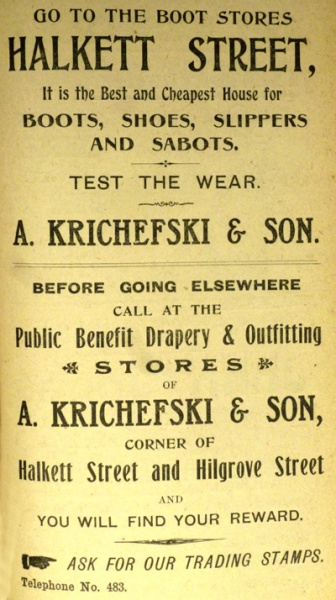 GO TO THE BOOT STORES
HALKETT STREET,
It is the Best and Cheapest House for
BOOTS, SHOES, SLIPPERS
AND SABOTS.
TEST THE WEAR.
A. KRICHEFSKI & SON.
BEFORE GOING ELSEWHERE
CALL AT THE
Public Benefit Drapery & Outfitting
STORES
OF
A. KRICHEFSKI & SON,
CORNER OF
Halkett Street and Hilgrove Street
AND
YOU WILL FIND YOUR REWARD.
ASK FOR OUR TRADING STAMPS.
Telephone No. 483.